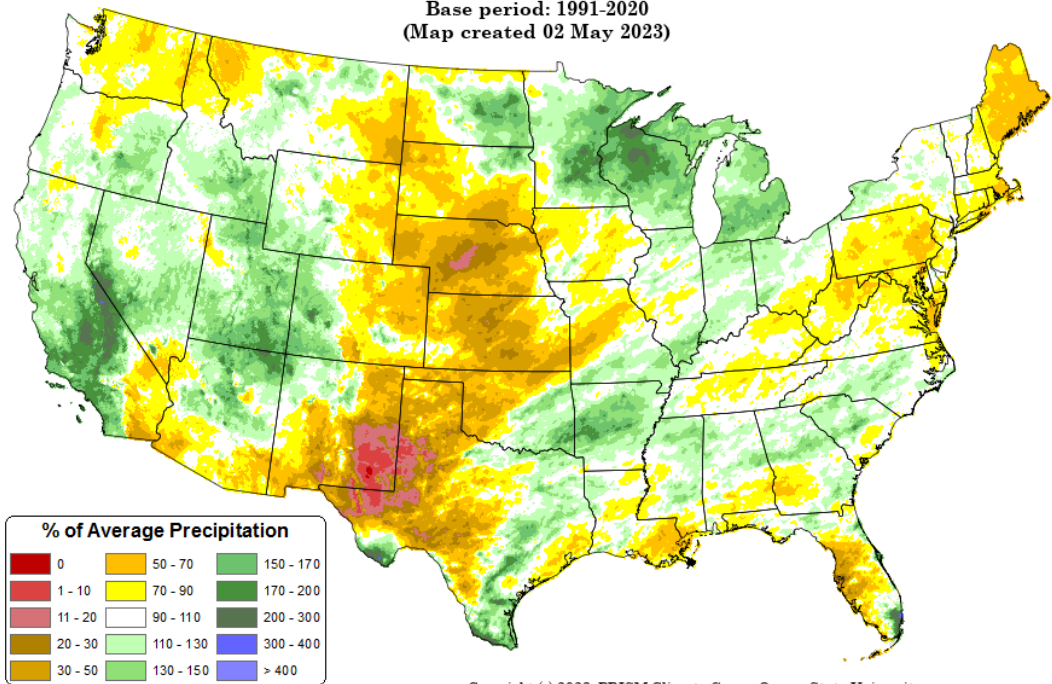 Base period: 1991-2020
(Map created 02 May 2023)
% of Average Precipitation
0
1 - 10
11 - 20
20 - 30
30 - 50
50 - 70
70 - 90
90 - 110
110 - 130
130 - 150
150 - 170
170 - 200
200 - 300
300 - 400
> 400